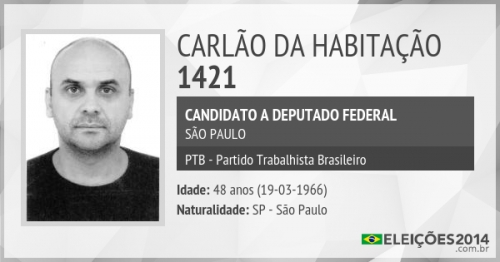 CARLÃO DA HABITAÇÃO
1421
CANDIDATO A DEPUTADO FEDERAL
SÃO PAULO
PTB - Partido Trabalhista Brasileiro
Idade: 48 anos (19-03-1966)
Naturalidade: SP - São Paulo
ELEIÇÕES2014
.com.br